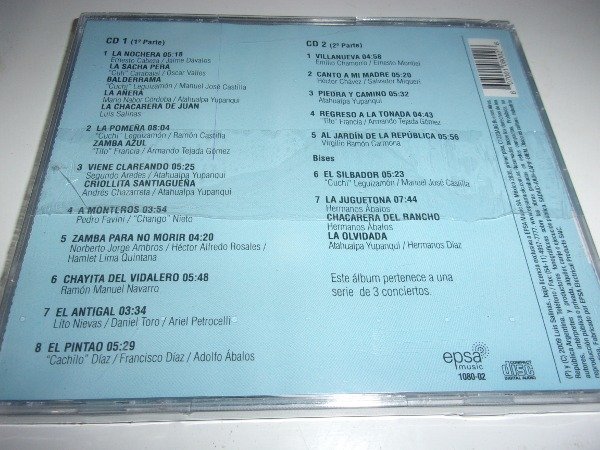 CD 1 (1ª Parte)
1 LA NOCHERA 05:18
Ernesto Cabeza / Jaime Dávalos
LA SACHA PERA
"Cuti" Carabajal / Oscar Valles
BALDERRAMA
"Cuchi" Leguizamón / Manuel José Castilla
LA AÑERA
Mario Nabor Córdoba / Atahualpa Yupanqui
LA CHACARERA DE JUAN
Luis Salinas
2 LA POMEÑA 08:04
"Cuchi" Leguizamón / Ramón Castilla
ZAMBA AZUL
"Tito" Francia / Armando Tejada Gómez
3 VIENE CLAREANDO 05:25
Segundo Aredes / Atahualpa Yupanqui
CRIOLLITA SANTIAGUEÑA
Andrés Chazarreta / Atahualpa Yupanqui
4 A MONTEROS 03:54
Pedro Favini / "Chango" Nieto
5 ZAMBA PARA NO MORIR 04:20
Norberto Jorge Ambros / Héctor Alfredo Rosales /
Hamlet Lima Quintana
6 CHAYITA DEL VIDALERO 05:48
Ramón Manuel Navarro
7 EL ANTIGAL 03:34
Lito Nievas / Daniel Toro / Ariel Petrocelli
8 EL PINTAO 05:29
"Cachilo" Díaz / Francisco Díaz / Adolfo Ábalos
CD 2 (2ª Parte)
1 VILLANUEVA 04:58
Emilio Chamorro / Ernesto Montiel
2 CANTO A MI MADRE 05:20
Héctor Chávez / Salvador Miqueri
3 PIEDRA Y CAMINO 05:32
Atahualpa Yupanqui
4 REGRESO A LA TONADA 04:43
"Tito" Francia / Armando Tejada Gómez
5 AL JARDÍN DE LA REPÚBLICA 05:56
Virgilio Ramón Carmona
Bises
6 EL SILBADOR 05:23
"Cuchi" Leguizamón / Manuel José Castilla
7 LA JUGUETONA 07:44
Hermanos Ábalos
CHACARERA DEL RANCHO
Hermanos Ábalos
LA OLVIDADA
Atahualpa Yupanqui / Hermanos Díaz
Este álbum pertenece a una
serie de 3 conciertos.
epsa
music
1080-02
COMPACT
disc
DIGITAL AUDIO